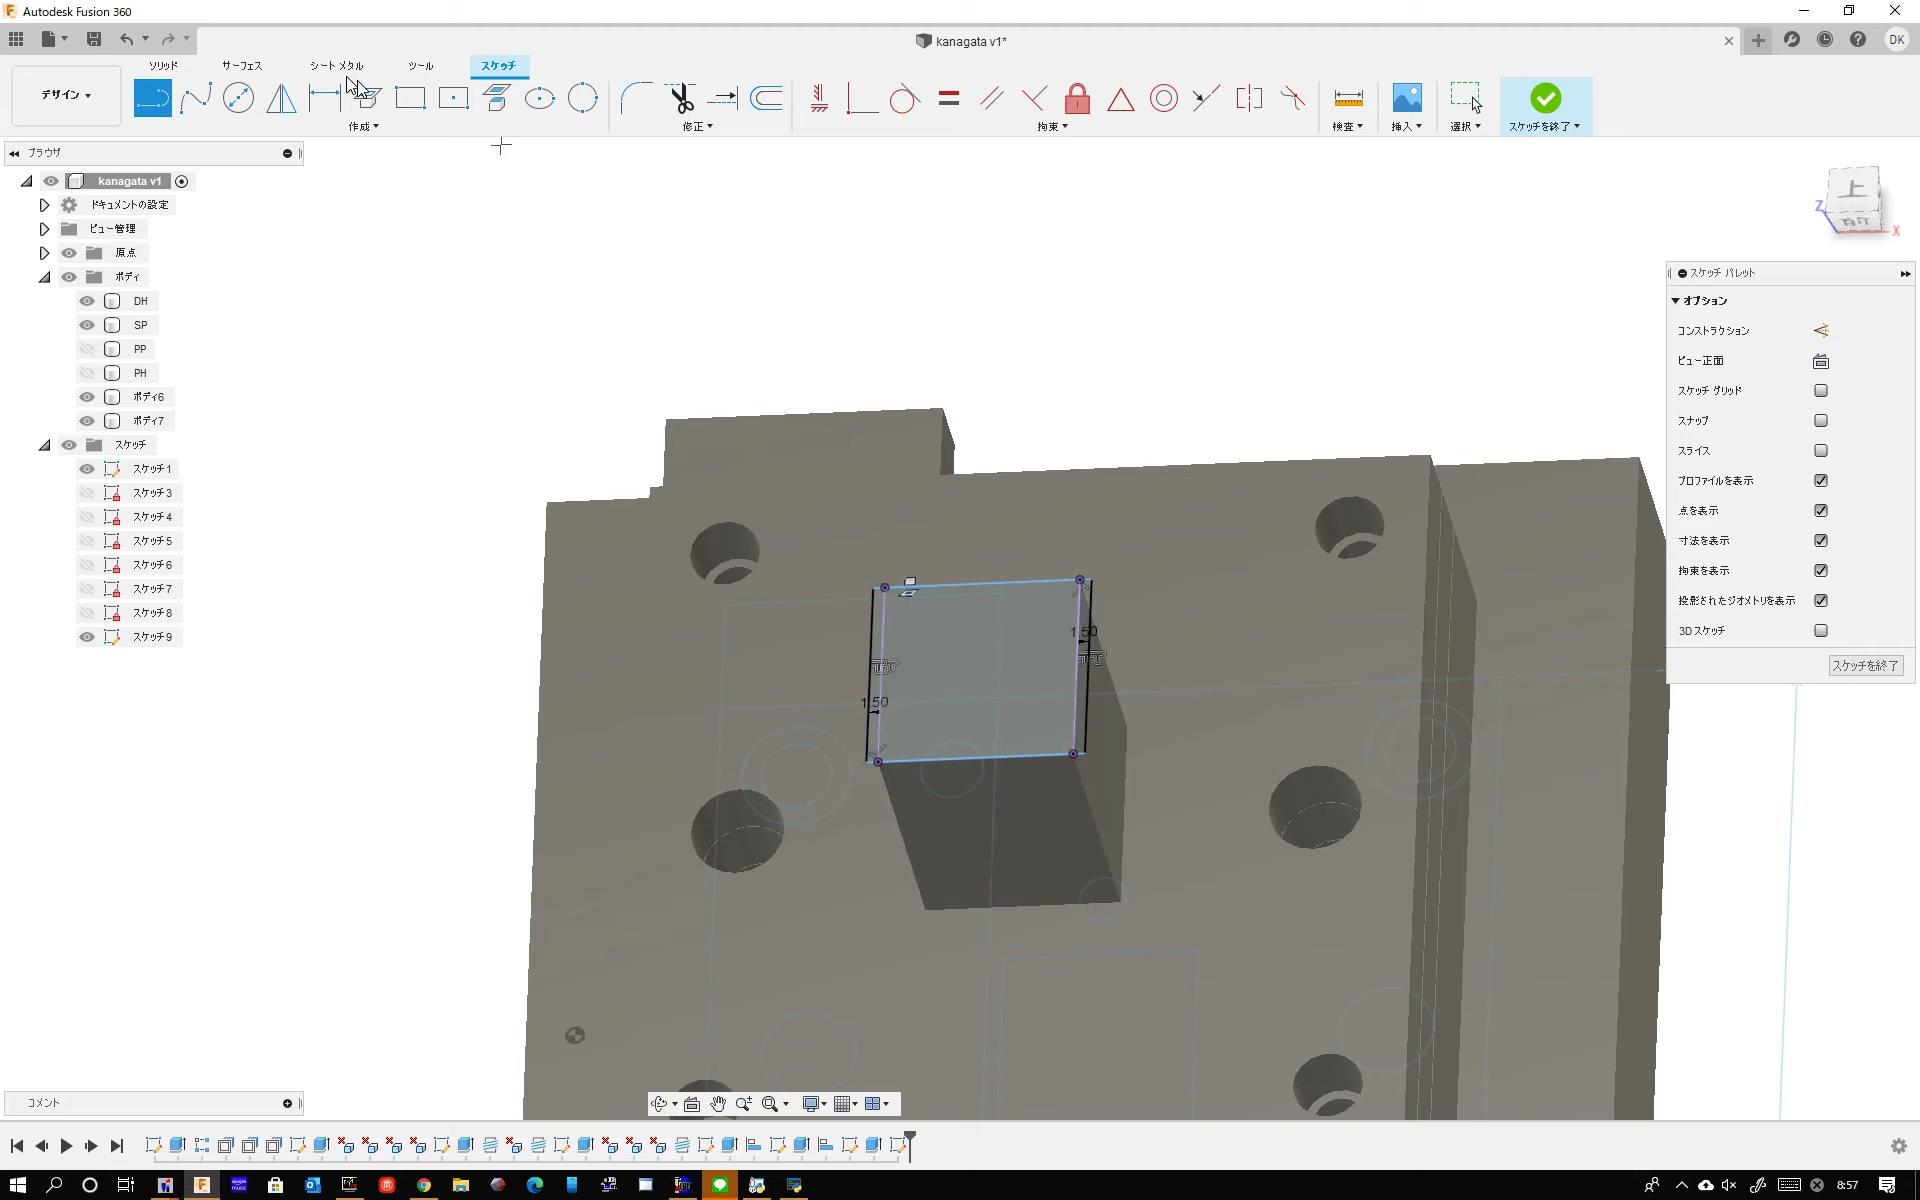 Autodesk Fusion 360
kanagata v1*
DK
ソリッド サーフェス シート メタル ツール スケッチ
デザイン
作成 修正 拘束 検査 挿入 選択 スケッチを終了
ブラウザ
kanagata v1
ドキュメントの設定
ビュー管理
原点
ボディ
DH
SP
PP
PH
ボディ6
ボディ7
スケッチ
スケッチ1
スケッチ3
スケッチ4
スケッチ5
スケッチ6
スケッチ7
スケッチ8
スケッチ9
上
前
Z
X
スケッチ パレット
オプション
コンストラクション
ビュー正面
スケッチ グリッド
スナップ
スライス
プロファイルを表示
点を表示
寸法を表示
拘束を表示
投影されたジオメトリを表示
3D スケッチ
スケッチを終了
1.50
1.50
コメント
8:57